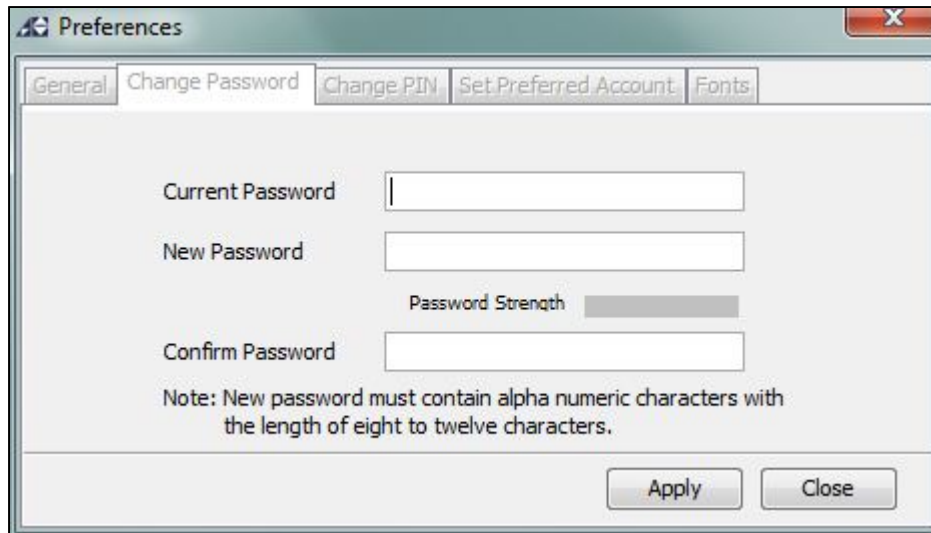 Preferences
General Change Password Change PIN Set Preferred Account Fonts
Current Password
New Password
Password Strength
Confirm Password
Note: New password must contain alpha numeric characters with
the length of eight to twelve characters.
Apply Close